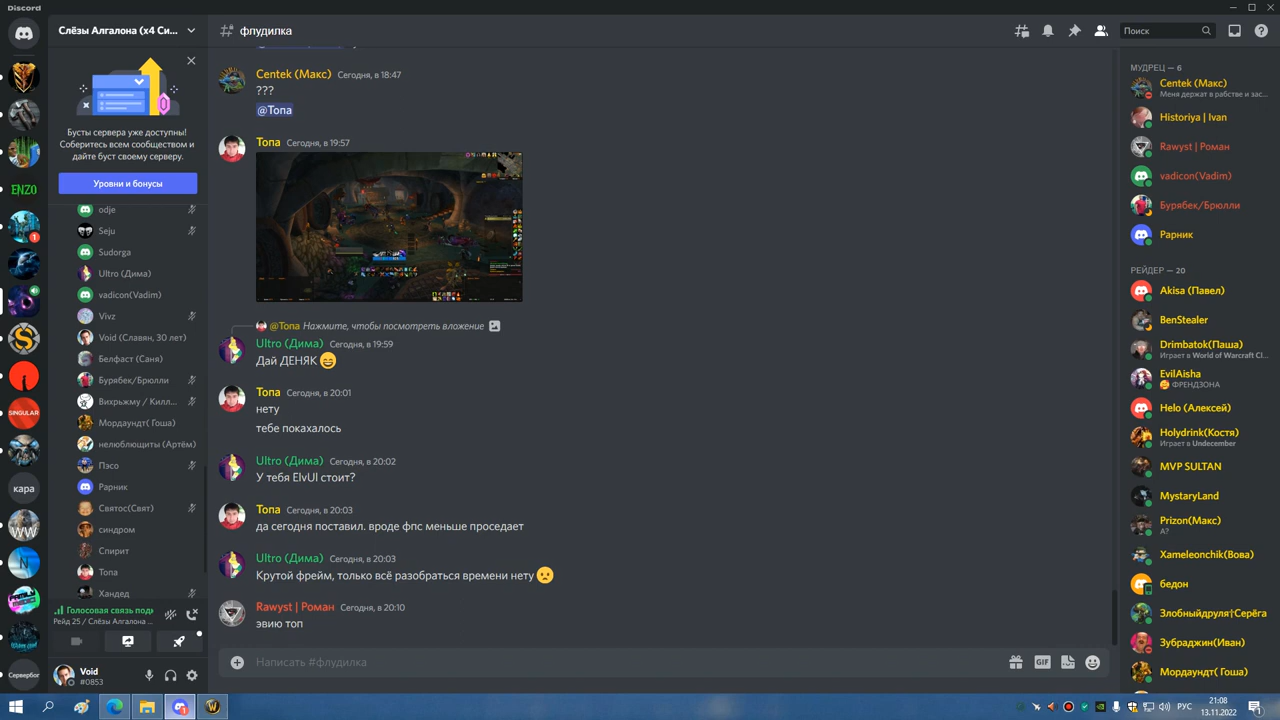 Discord
Слёзы Алгалона (x4 Си...
флудилка
Поиск
Бусты сервера уже доступны!
Соберитесь всем сообществом и
дайте буст своему серверу.
Уровни и бонусы
odje
Seju
Sudorga
Ultro (Дима)
vadicon(Vadim)
Vivz
Void (Славян, 30 лет)
Белфаст (Саня)
Бурябек/Брюлли
Вихрьжму / Килл...
Мордаундт( Гоша)
нелюблющиты (Артём)
Пэсо
Рарник
Святос(Свят)
синдром
Спирит
Топа
Хандед
Голосовая связь подк
Рейд 25 / Слёзы Алгалона ...
Void
#0853
ENZO
1
SINGULAR
кара
WW
N
Серверbor
Centek (Макс) Сегодня, в 18:47
???
@Топа
Топа Сегодня, в 19:57
@Топа Нажмите, чтобы посмотреть вложение
Ultro (Дима) Сегодня, в 19:59
Дай ДЕНЯК 😄
Топа Сегодня, в 20:01
нету
тебе покахалось
Ultro (Дима) Сегодня, в 20:02
У тебя ElvUI стоит?
Топа Сегодня, в 20:03
да сегодня поставил. вроде фпс меньше проседает
Ultro (Дима) Сегодня, в 20:03
Крутой фрейм, только всё разобраться времени нету 🙁
Rawyst | Роман Сегодня, в 20:10
эвию топ
Написать #флудилка
GIF
МУДРЕЦ — 6
Centek (Макс)
Меня держат в рабстве и зас...
Historiya | Ivan
Rawyst | Роман
vadicon(Vadim)
Бурябек/Брюлли
Рарник
РЕЙДЕР — 20
Akisa (Павел)
BenStealer
Drimbatok(Паша)
Играет в World of Warcraft Cl...
EvilAisha
ФРЕНДЗОНА
Helo (Алексей)
Holydrink(Костя)
Играет в Undecember
MVP SULTAN
MystaryLand
Prizon(Макс)
А?
Xameleonchik(Вова)
бедон
Злобныйдруля†Серёга
Зубраджин(Иван)
Мордаундт( Гоша)
РУС
21:08
13.11.2022